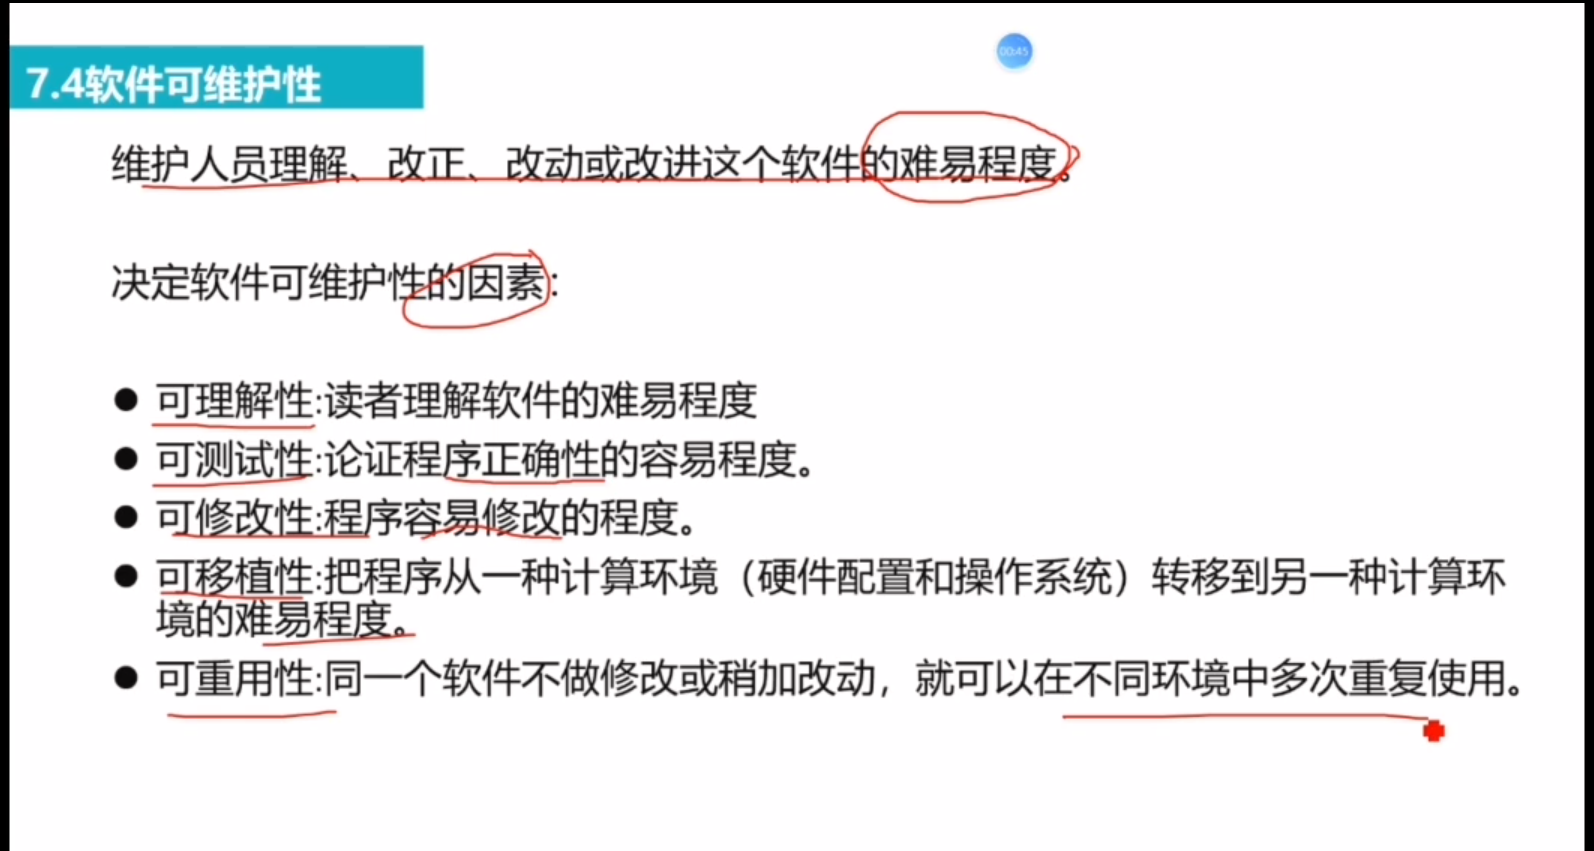 00:45
7.4软件可维护性
维护人员理解、改正、改动或改进这个软件的难易程度。
决定软件可维护性的因素:
● 可理解性:读者理解软件的难易程度
● 可测试性:论证程序正确性的容易程度。
● 可修改性:程序容易修改的程度。
● 可移植性:把程序从一种计算环境（硬件配置和操作系统）转移到另一种计算环
境的难易程度。
● 可重用性:同一个软件不做修改或稍加改动，就可以在不同环境中多次重复使用。